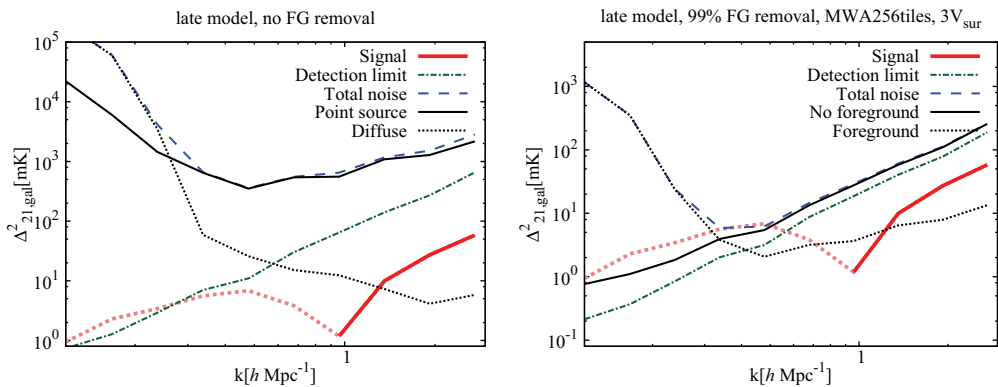 late model, no FG removal
10^5
10^4
10^3
10^2
10^1
10^0
Δ^2_21,gal[mK]
Signal
Detection limit
Total noise
Point source
Diffuse
1
k[h Mpc^-1]
late model, 99% FG removal, MWA256tiles, 3V_sur
10^3
10^2
10^1
10^0
10^-1
Δ^2_21,gal[mK]
Signal
Detection limit
Total noise
No foreground
Foreground
1
k[h Mpc^-1]